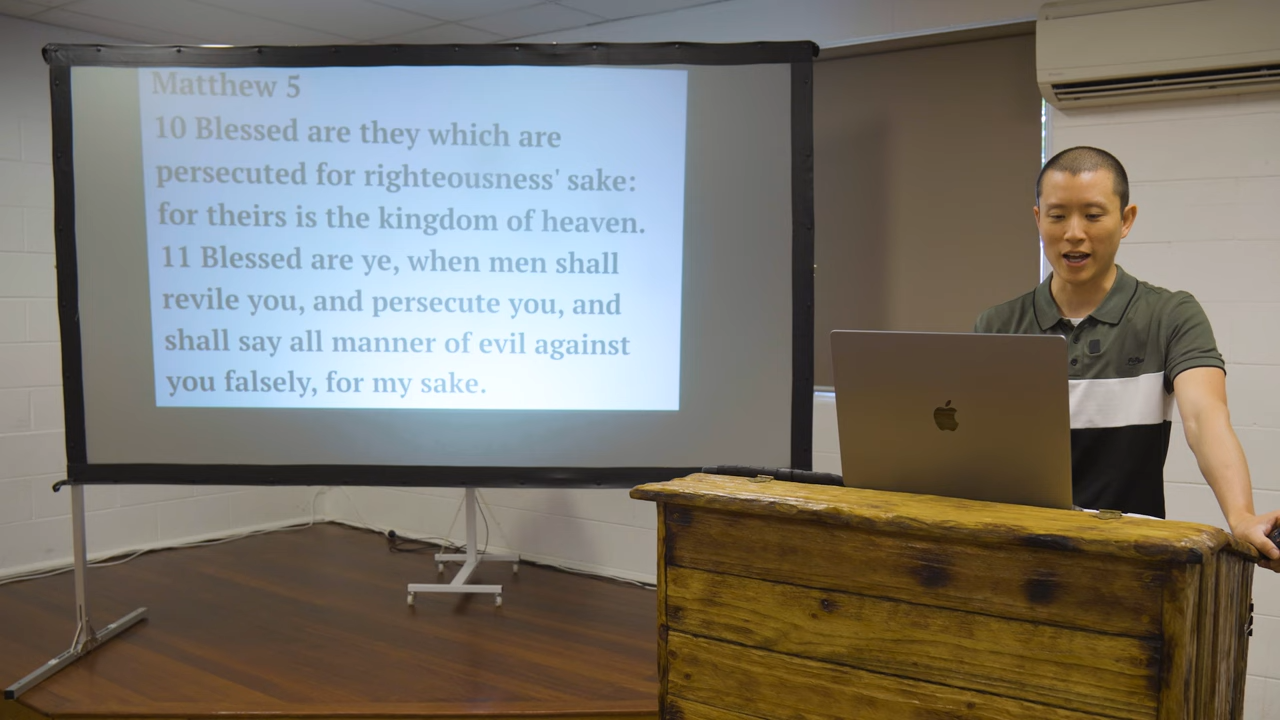 Matthew 5
10 Blessed are they which are
persecuted for righteousness' sake:
for theirs is the kingdom of heaven.
11 Blessed are ye, when men shall
revile you, and persecute you, and
shall say all manner of evil against
you falsely, for my sake.